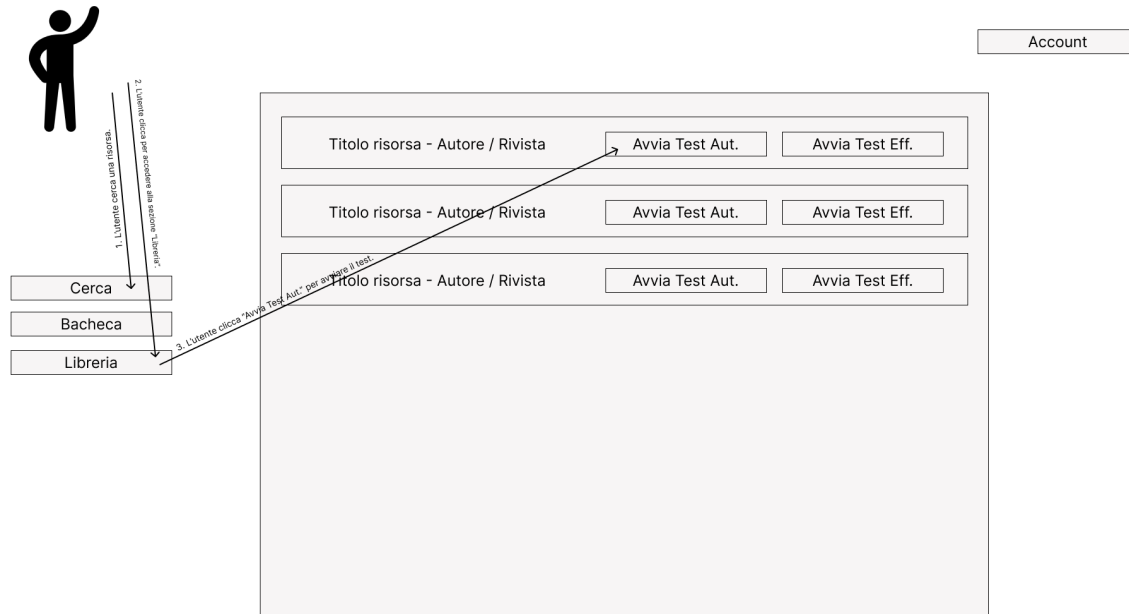 Account
2. L'utente clicca per accedere alla sezione "Libreria".
1. L'utente cerca una risorsa.
Titolo risorsa - Autore / Rivista
Avvia Test Aut.
Avvia Test Eff.
Titolo risorsa - Autore / Rivista
Avvia Test Aut.
Avvia Test Eff.
Titolo risorsa - Autore / Rivista
Avvia Test Aut.
Avvia Test Eff.
3. L'utente clicca "Avvia Test Aut." per avviare il test.
Cerca
Bacheca
Libreria